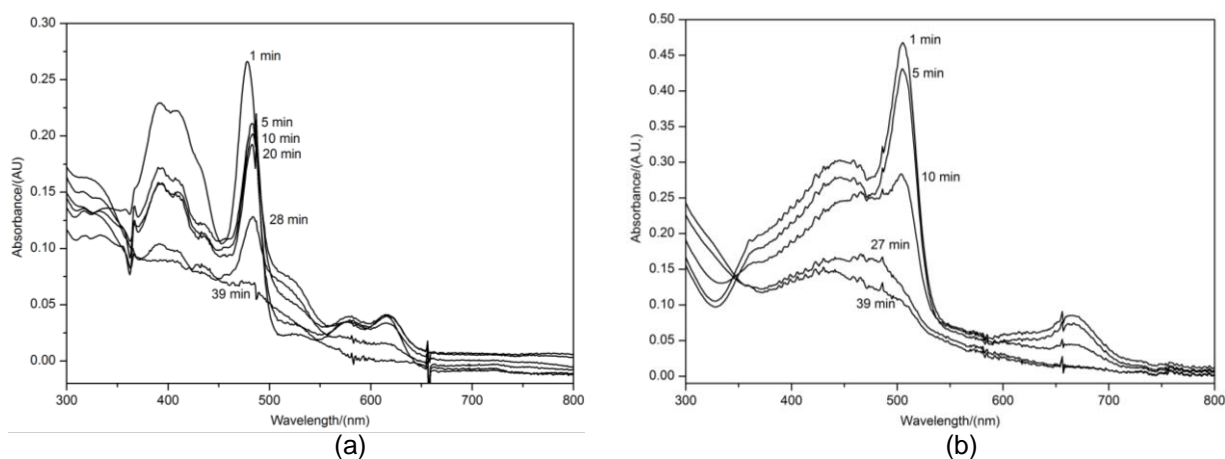 0.30
0.25
0.20
0.15
0.10
0.05
0.00
Absorbance/(AU)
1 min
5 min
10 min
20 min
28 min
39 min
300 400 500 600 700 800
Wavelength/(nm)
(a)
0.50
0.45
0.40
0.35
0.30
0.25
0.20
0.15
0.10
0.05
0.00
Absorbance/(A.U.)
1 min
5 min
10 min
27 min
39 min
300 400 500 600 700 800
Wavelength/(nm)
(b)